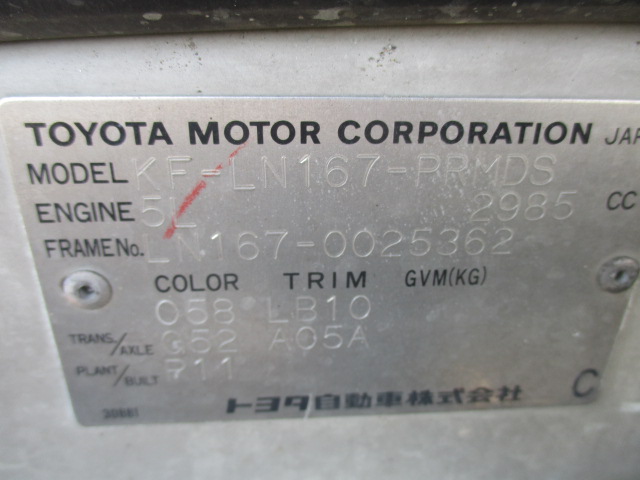 TOYOTA MOTOR CORPORATION JAP
MODEL KF-LN167-PRMDS
ENGINE 5L 2985 CC
FRAME No. LN167-0025362
COLOR TRIM GVM(KG)
058 LB10
TRANS/AXLE G52 A05A
PLANT/BUILT P11
C
トヨタ自動車株式会社